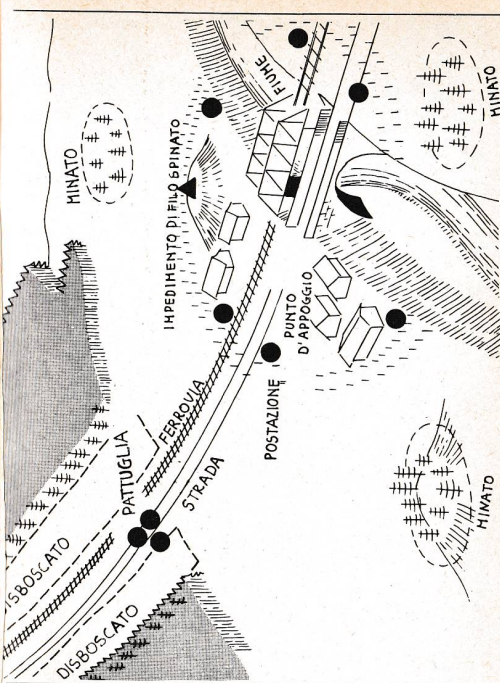 FIUME
MINATO
MINATO
IMPEDIMENTO DI FILO SPINATO
PUNTO
D'APPOGGIO
POSTAZIONE
FERROVIA
PATTUGLIA
STRADA
MINATO
DISBOSCATO
DISBOSCATO